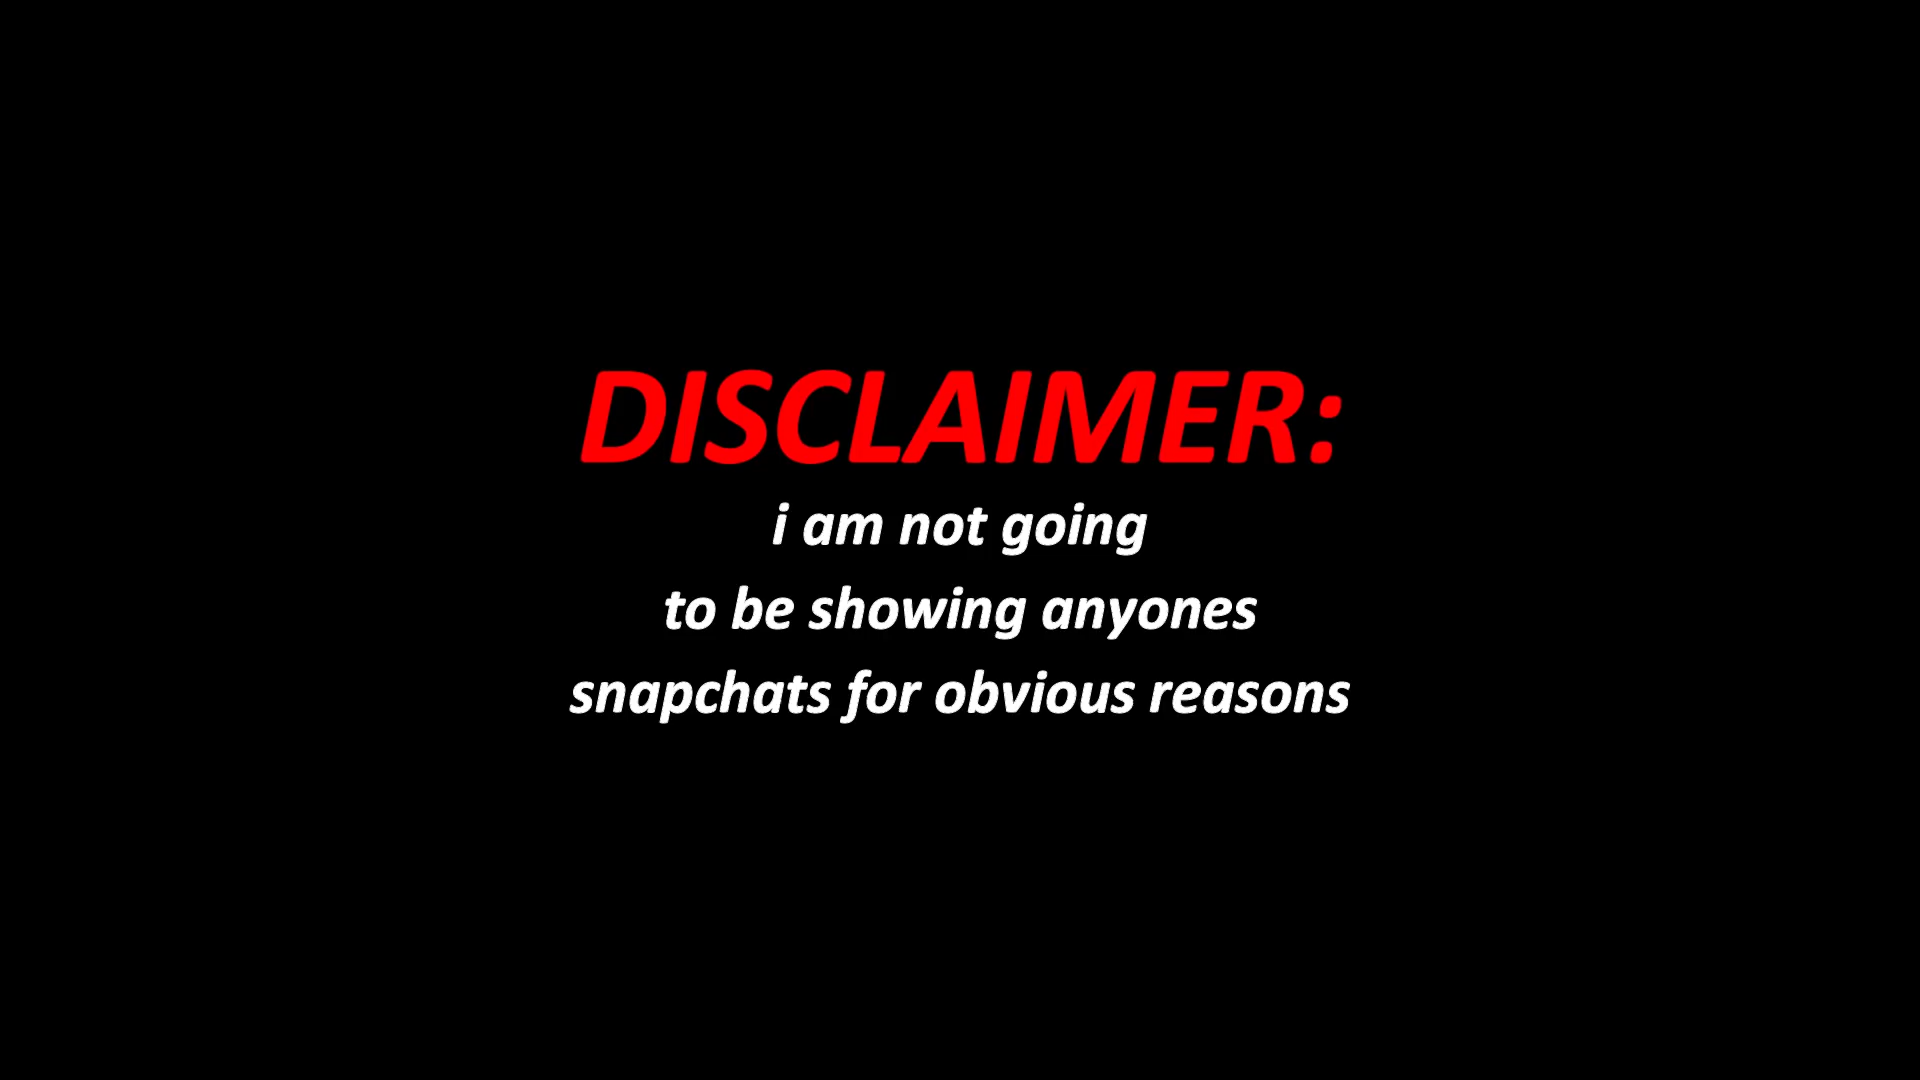 DISCLAIMER:
i am not going
to be showing anyones
snapchats for obvious reasons